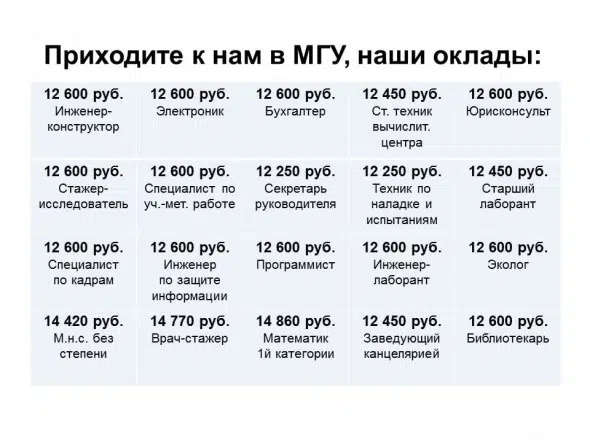 Приходите к нам в МГУ, наши оклады:
12 600 руб. 12 600 руб. 12 600 руб. 12 450 руб. 12 600 руб.
Инженер- Электроник Бухгалтер Ст. техник Юрисконсульт
конструктор вычислит.
центра
12 600 руб. 12 600 руб. 12 250 руб. 12 250 руб. 12 450 руб.
Стажер- Специалист по Секретарь Техник по Старший
исследователь уч.-мет. работе руководителя наладке и лаборант
испытаниям
12 600 руб. 12 600 руб. 12 600 руб. 12 600 руб. 12 600 руб.
Специалист Инженер Программист Инженер- Эколог
по кадрам по защите лаборант
информации
14 420 руб. 14 770 руб. 14 860 руб. 12 450 руб. 12 600 руб.
М.н.с. без Врач-стажер Математик Заведующий Библиотекарь
степени 1й категории канцелярией